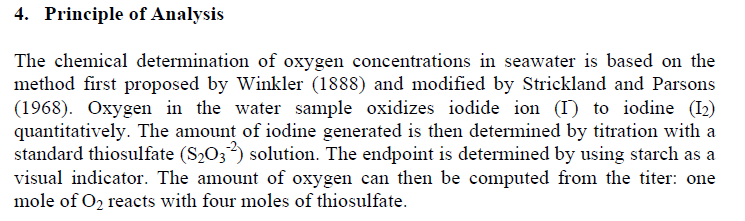 4. Principle of Analysis
The chemical determination of oxygen concentrations in seawater is based on the
method first proposed by Winkler (1888) and modified by Strickland and Parsons
(1968). Oxygen in the water sample oxidizes iodide ion (I⁻) to iodine (I₂)
quantitatively. The amount of iodine generated is then determined by titration with a
standard thiosulfate (S₂O₃⁻²) solution. The endpoint is determined by using starch as a
visual indicator. The amount of oxygen can then be computed from the titer: one
mole of O₂ reacts with four moles of thiosulfate.